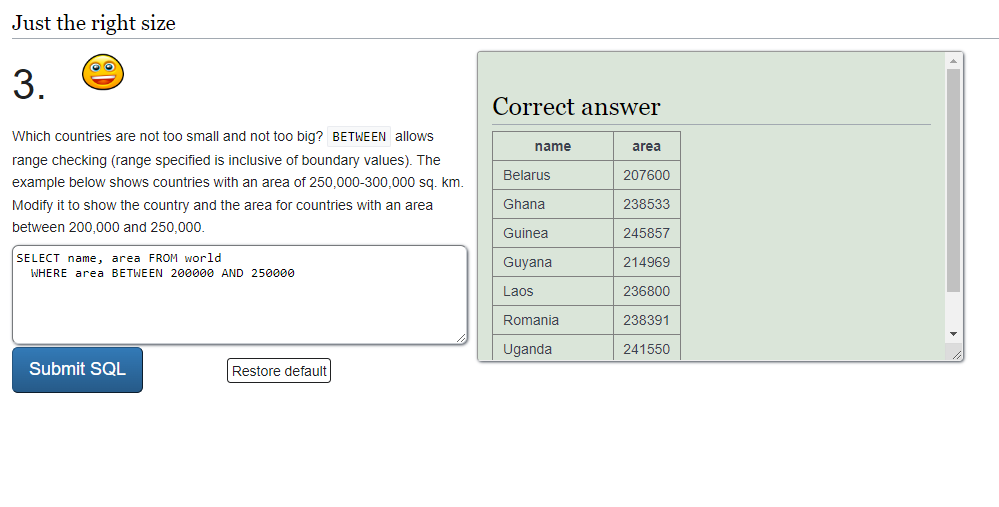 Just the right size
3.
Which countries are not too small and not too big? BETWEEN allows
range checking (range specified is inclusive of boundary values). The
example below shows countries with an area of 250,000-300,000 sq. km.
Modify it to show the country and the area for countries with an area
between 200,000 and 250,000.
SELECT name, area FROM world
  WHERE area BETWEEN 200000 AND 250000
Submit SQL
Restore default
Correct answer
name area
Belarus 207600
Ghana 238533
Guinea 245857
Guyana 214969
Laos 236800
Romania 238391
Uganda 241550